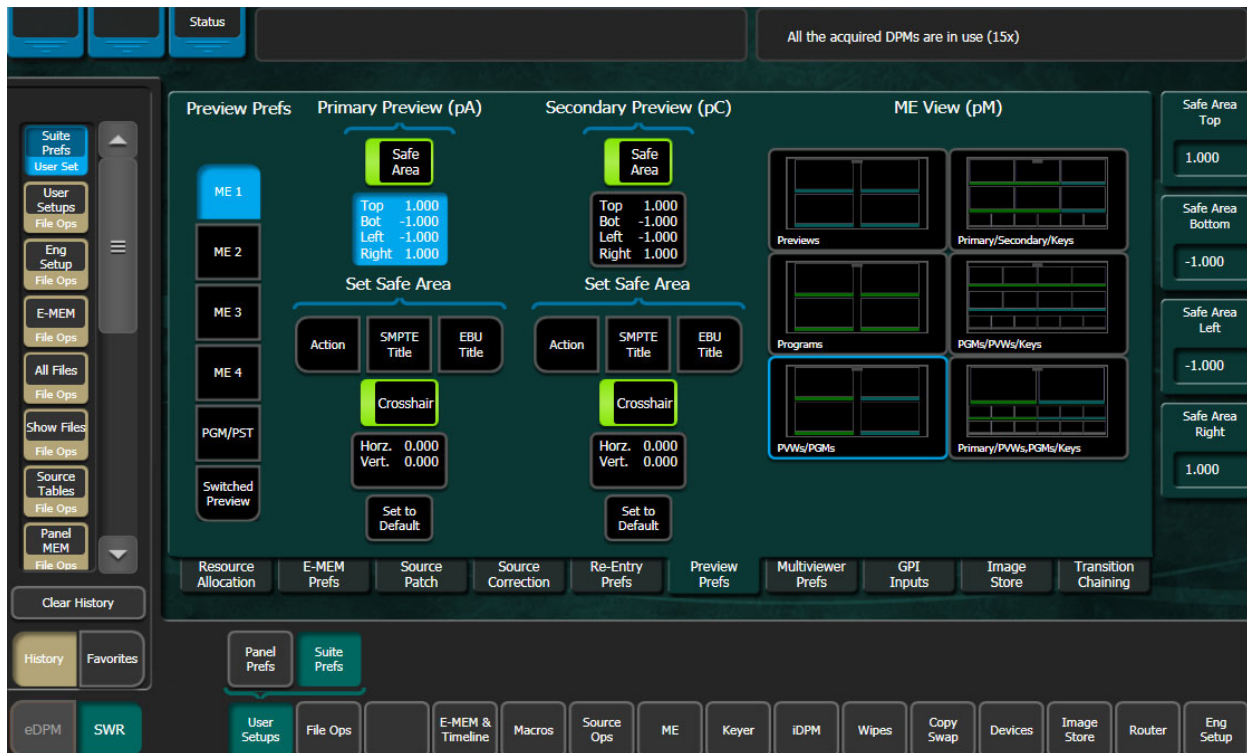 Status
All the acquired DPMs are in use (15x)
Preview Prefs
Primary Preview (pA)
Secondary Preview (pC)
ME View (pM)
Suite
Prefs
User Set
User
Setups
File Ops
Eng
Setup
File Ops
E-MEM
File Ops
All Files
File Ops
Show Files
File Ops
Source
Tables
File Ops
Panel
MEM
File Ops
Clear History
History
Favorites
eDPM
SWR
ME 1
ME 2
ME 3
ME 4
PGM/PST
Switched
Preview
Safe
Area
Top 1.000
Bot -1.000
Left -1.000
Right 1.000
Set Safe Area
Action
SMPTE
Title
EBU
Title
Crosshair
Horz. 0.000
Vert. 0.000
Set to
Default
Safe
Area
Top 1.000
Bot -1.000
Left -1.000
Right 1.000
Set Safe Area
Action
SMPTE
Title
EBU
Title
Crosshair
Horz. 0.000
Vert. 0.000
Set to
Default
Previews
Primary/Secondary/Keys
Programs
PGMs/PVWs/Keys
PVWs/PGMs
Primary/PVWs,PGMs/Keys
Safe Area
Top
1.000
Safe Area
Bottom
-1.000
Safe Area
Left
-1.000
Safe Area
Right
1.000
Resource
Allocation
E-MEM
Prefs
Source
Patch
Source
Correction
Re-Entry
Prefs
Preview
Prefs
Multiviewer
Prefs
GPI
Inputs
Image
Store
Transition
Chaining
Panel
Prefs
Suite
Prefs
User
Setups
File Ops
E-MEM &
Timeline
Macros
Source
Ops
ME
Keyer
iDPM
Wipes
Copy
Swap
Devices
Image
Store
Router
Eng
Setup